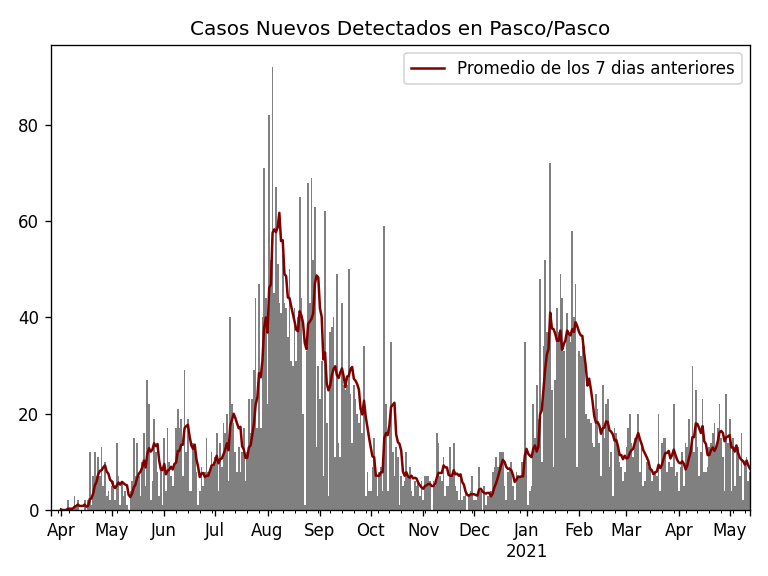 Casos Nuevos Detectados en Pasco/Pasco
Promedio de los 7 dias anteriores
80
60
40
20
0
Apr May Jun Jul Aug Sep Oct Nov Dec Jan Feb Mar Apr May
2021